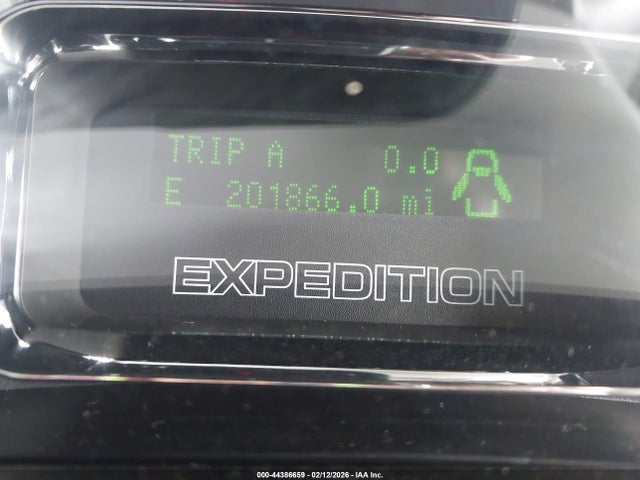 TRIP A 0.0
E 201866.0 mi
EXPEDITION
000-44386659 - 02/12/2026 - IAA Inc.